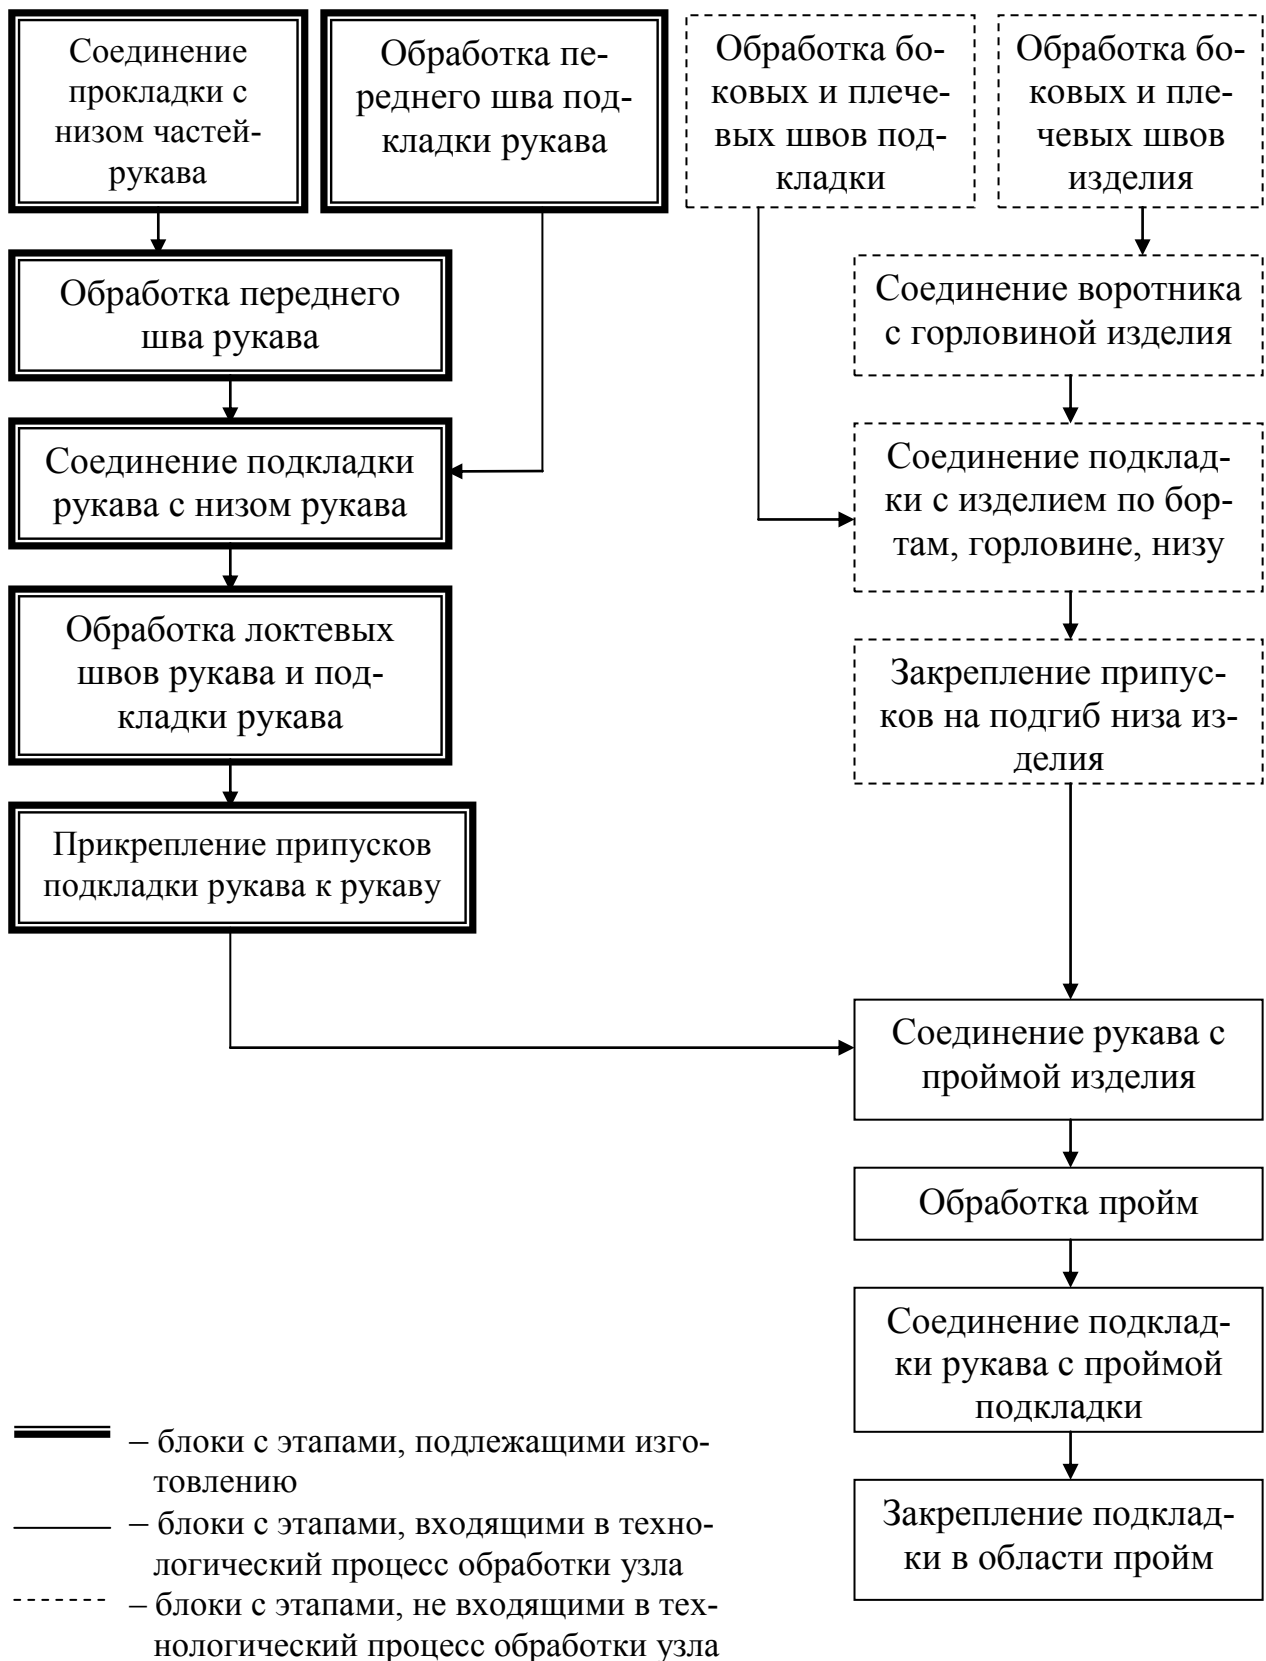 Соединение
прокладки с
низом частей-
рукава
Обработка пе-
реднего шва под-
кладки рукава
Обработка бо-
ковых и плече-
вых швов под-
кладки
Обработка бо-
ковых и пле-
чевых швов
изделия
Обработка переднего
шва рукава
Соединение воротника
с горловиной изделия
Соединение подкладки
рукава с низом рукава
Соединение подклад-
ки с изделием по бор-
там, горловине, низу
Обработка локтевых
швов рукава и под-
кладки рукава
Закрепление припус-
ков на подгиб низа из-
делия
Прикрепление припусков
подкладки рукава к рукаву
Соединение рукава с
проймой изделия
Обработка пройм
Соединение подклад-
ки рукава с проймой
подкладки
Закрепление подклад-
ки в области пройм
– блоки с этапами, подлежащими изго-
товлению
– блоки с этапами, входящими в техно-
логический процесс обработки узла
– блоки с этапами, не входящими в тех-
нологический процесс обработки узла